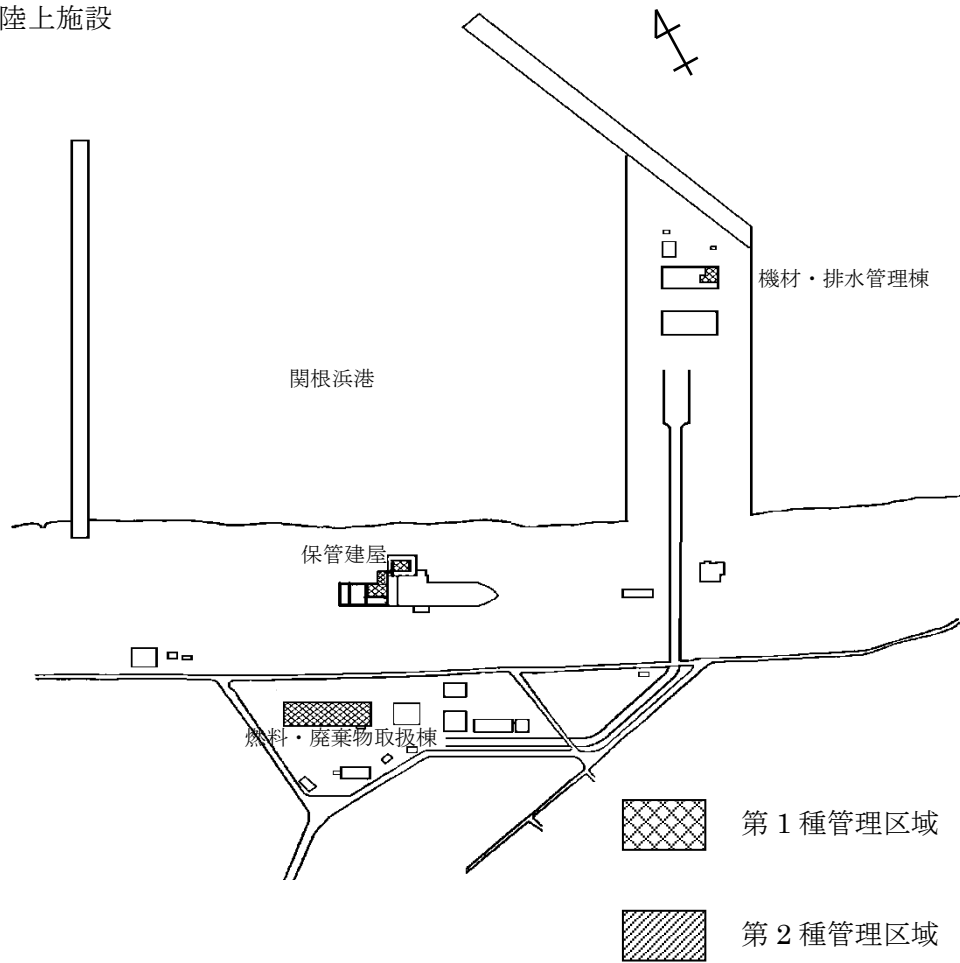 陸上施設
機材・排水管理棟
関根浜港
保管建屋
燃料・廃棄物取扱棟
第 1 種管理区域
第 2 種管理区域